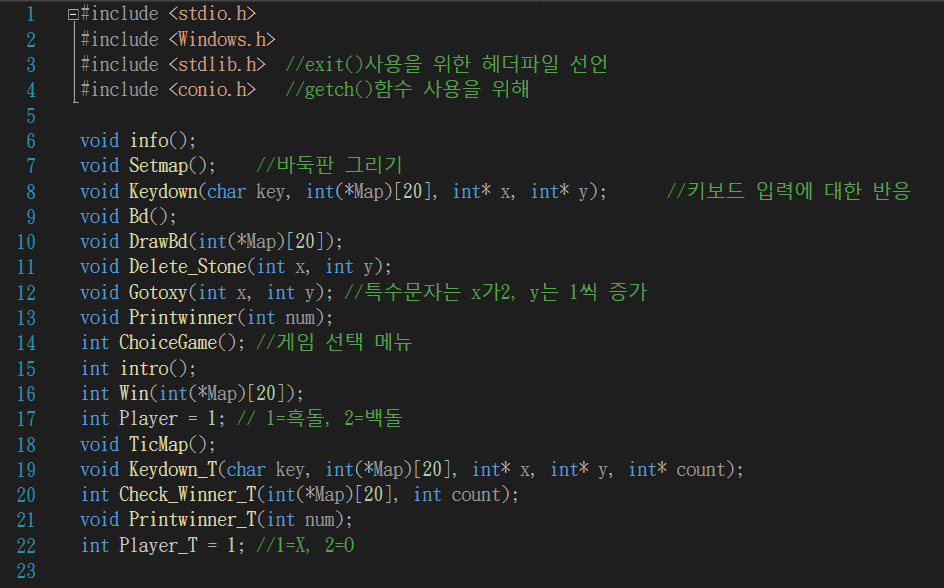 1 #include <stdio.h>
2 #include <Windows.h>
3 #include <stdlib.h> //exit()사용을 위한 헤더파일 선언
4 #include <conio.h> //getch()함수 사용을 위해
5
6 void info();
7 void Setmap(); //바둑판 그리기
8 void Keydown(char key, int(*Map)[20], int* x, int* y); //키보드 입력에 대한 반응
9 void Bd();
10 void DrawBd(int(*Map)[20]);
11 void Delete_Stone(int x, int y);
12 void Gotoxy(int x, int y); //특수문자는 x가2, y는 1씩 증가
13 void Printwinner(int num);
14 int ChoiceGame(); //게임 선택 메뉴
15 int intro();
16 int Win(int(*Map)[20]);
17 int Player = 1; // 1=흑돌, 2=백돌
18 void TicMap();
19 void Keydown_T(char key, int(*Map)[20], int* x, int* y, int* count);
20 int Check_Winner_T(int(*Map)[20], int count);
21 void Printwinner_T(int num);
22 int Player_T = 1; //1=X, 2=O
23